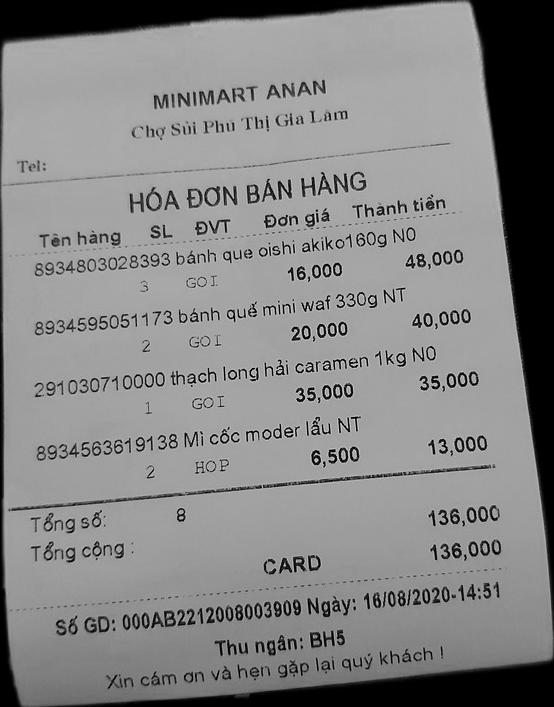 MINIMART ANAN
Chợ Sủi Phú Thị Gia Lâm
Tel:
HÓA ĐƠN BÁN HÀNG
Tên hàng SL ĐVT Đơn giá Thành tiền
8934803028393 bánh que oishi akiko160g N0
3 GOI 16,000 48,000
8934595051173 bánh quế mini waf 330g NT
2 GOI 20,000 40,000
291030710000 thạch long hải caramen 1kg N0
1 GOI 35,000 35,000
8934563619138 Mì cốc moder lẩu NT
2 HOP 6,500 13,000
Tổng số: 8 136,000
Tổng cộng : 136,000
CARD
Số GD: 000AB2212008003909 Ngày: 16/08/2020-14:51
Thu ngân: BH5
Xin cám ơn và hẹn gặp lại quý khách !